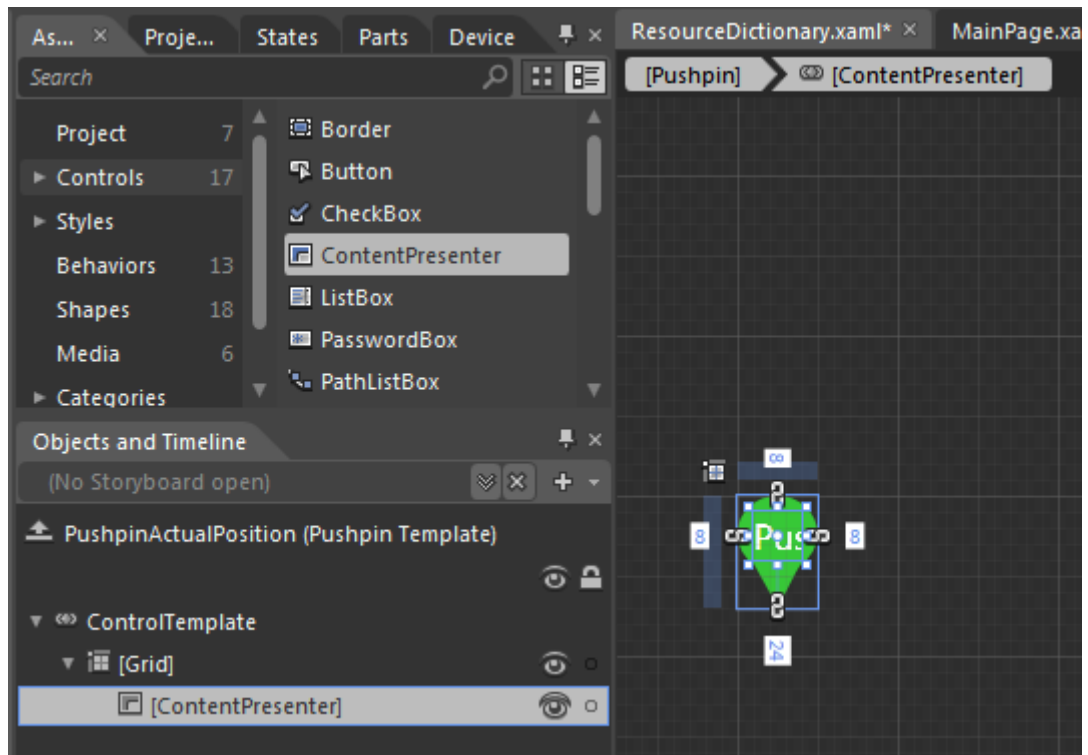 As... Proje... States Parts Device
Search
Project 7
Controls 17
Styles
Behaviors 13
Shapes 18
Media 6
Categories
Border
Button
CheckBox
ContentPresenter
ListBox
PasswordBox
PathListBox
Objects and Timeline
(No Storyboard open)
PushpinActualPosition (Pushpin Template)
ControlTemplate
[Grid]
[ContentPresenter]
ResourceDictionary.xaml* MainPage.xa
[Pushpin] [ContentPresenter]
8
8 Pus 8
24